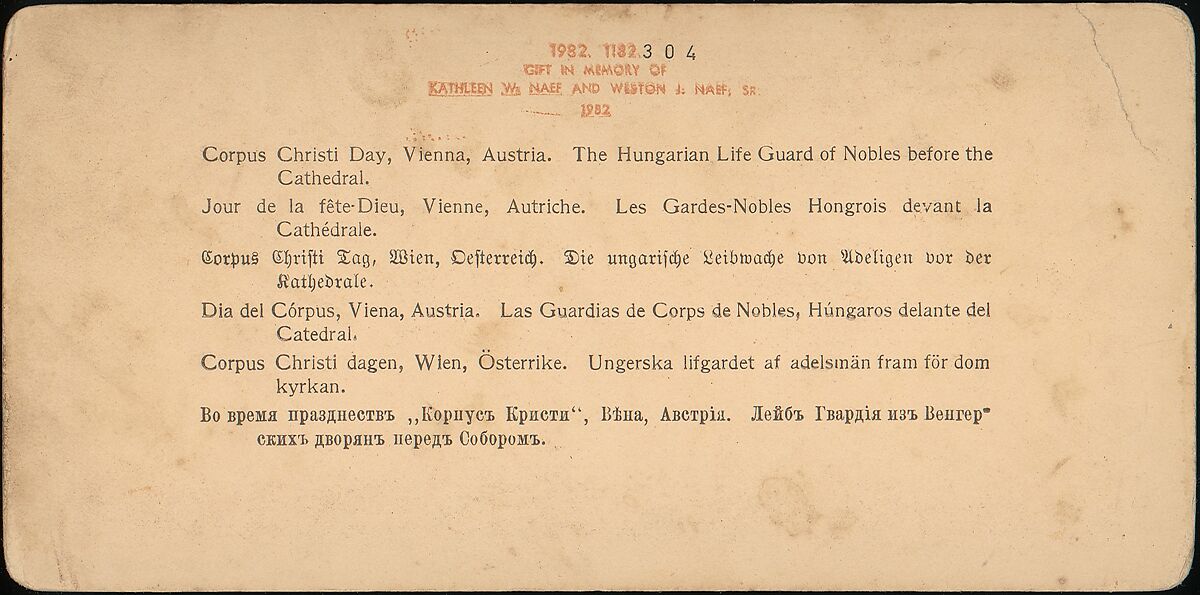 1982. 1182.304
GIFT IN MEMORY OF
KATHLEEN W. NAEF AND WESTON J. NAEF, SR.
1982
Corpus Christi Day, Vienna, Austria. The Hungarian Life Guard of Nobles before the
Cathedral.
Jour de la fête-Dieu, Vienne, Autriche. Les Gardes-Nobles Hongrois devant la
Cathédrale.
Corpus Christi Tag, Wien, Oesterreich. Die ungarische Leibwache von Adeligen vor der
Kathedrale.
Dia del Córpus, Viena, Austria. Las Guardias de Corps de Nobles, Húngaros delante del
Catedral.
Corpus Christi dagen, Wien, Österrike. Ungerska lifgardet af adelsmän fram för dom
kyrkan.
Во время празднествъ ,,Корпусъ Кристи“, Вѣна, Австрія. Лейбъ Гвардія изъ Венгер-
скихъ дворянъ передъ Соборомъ.